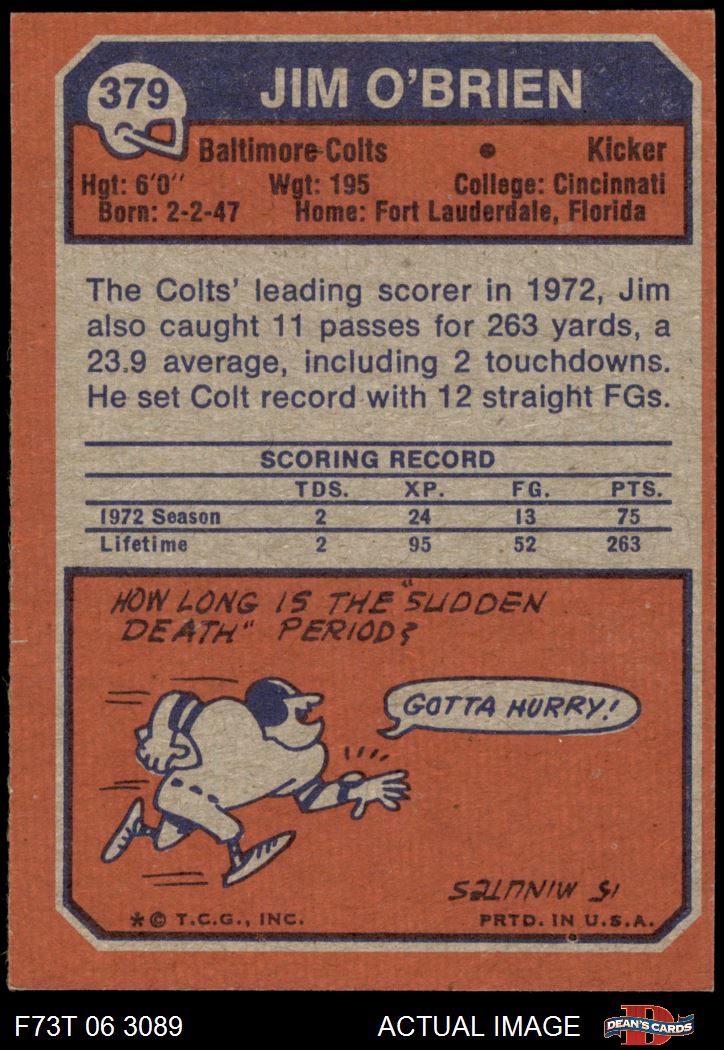 379
JIM O'BRIEN
Baltimore Colts • Kicker
Hgt: 6'0" Wgt: 195 College: Cincinnati
Born: 2-2-47 Home: Fort Lauderdale, Florida
The Colts' leading scorer in 1972, Jim
also caught 11 passes for 263 yards, a
23.9 average, including 2 touchdowns.
He set Colt record with 12 straight FGs.
SCORING RECORD
TDS. XP. FG. PTS.
1972 Season 2 24 13 75
Lifetime 2 95 52 263
HOW LONG IS THE "SUDDEN
DEATH" PERIOD?
GOTTA HURRY!
15 MINUTES
*© T.C.G., INC. PRTD. IN U.S.A.
F73T 06 3089 ACTUAL IMAGE
D
DEAN'S CARDS